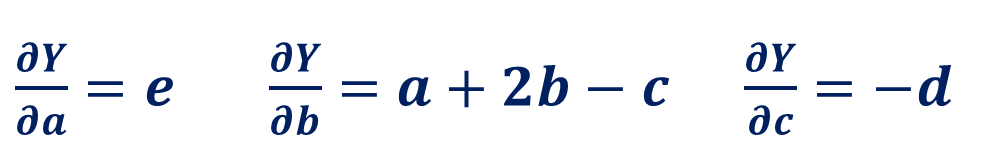 ∂Y/∂a = e ∂Y/∂b = a + 2b − c ∂Y/∂c = −d